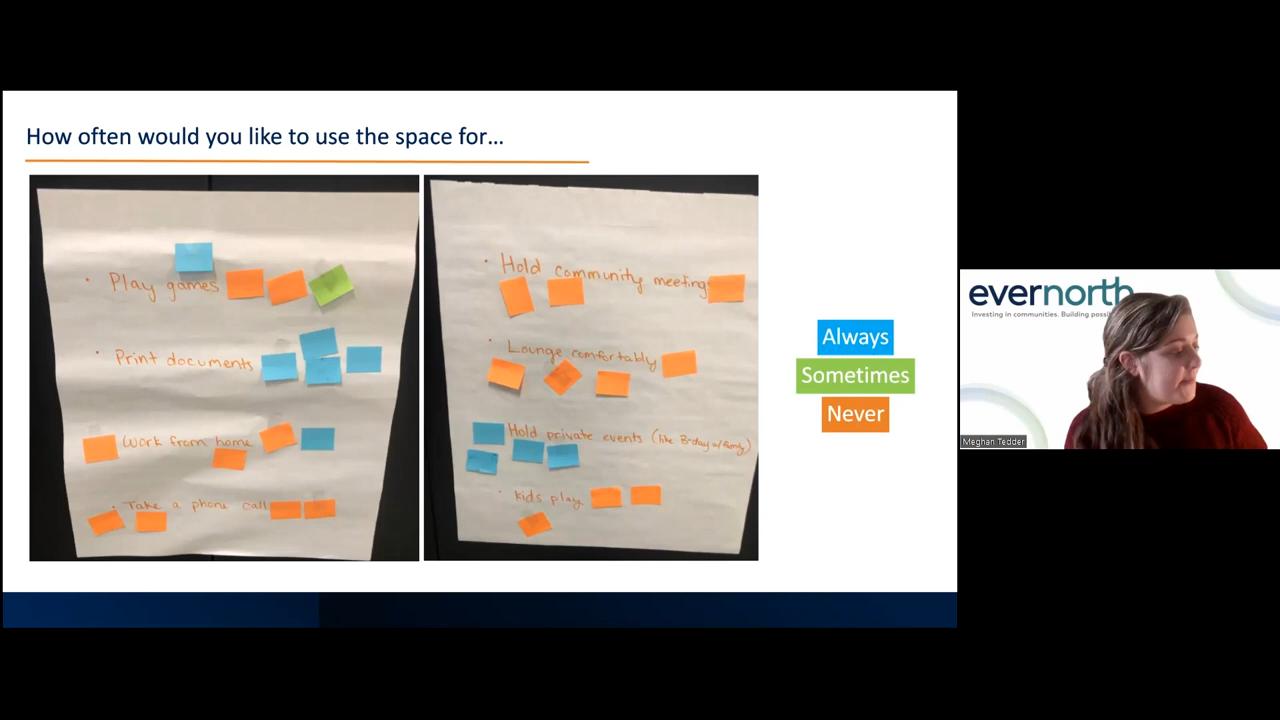 How often would you like to use the space for...
• Play games
• Print documents
Work from home
• Take a phone call
• Hold community meeting
• Lounge comfortably
Hold private events (like B-day w/ family)
• Kids play
Always
Sometimes
Never
evernorth
Investing in communities. Building
Meghan Tedder